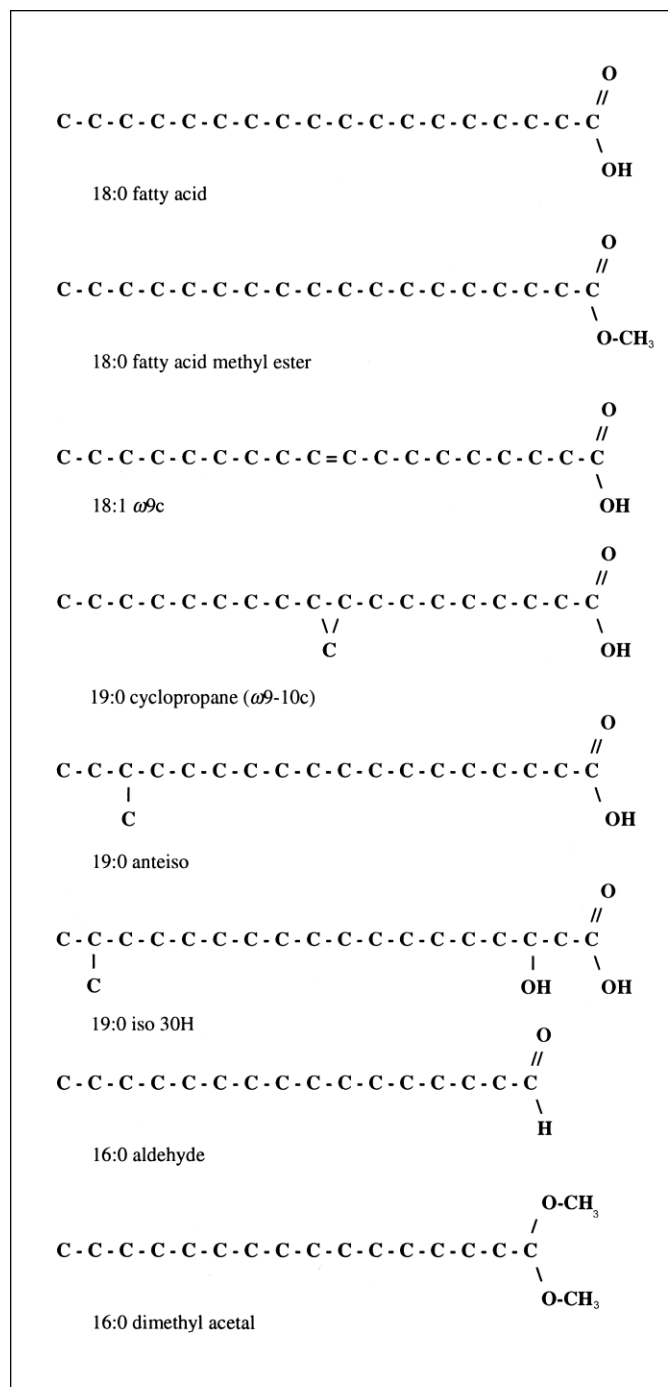 O
//
C - C - C - C - C - C - C - C - C - C - C - C - C - C - C - C - C - C
\
OH
18:0 fatty acid
O
//
C - C - C - C - C - C - C - C - C - C - C - C - C - C - C - C - C - C
\
O-CH₃
18:0 fatty acid methyl ester
O
//
C - C - C - C - C - C - C - C - C = C - C - C - C - C - C - C - C - C
\
OH
18:1 ω9c
O
//
C - C - C - C - C - C - C - C - C - C - C - C - C - C - C - C - C - C
\ / \
C OH
19:0 cyclopropane (ω9-10c)
O
//
C - C - C - C - C - C - C - C - C - C - C - C - C - C - C - C - C - C
| \
C OH
19:0 anteiso
O
//
C - C - C - C - C - C - C - C - C - C - C - C - C - C - C - C - C - C
| | \
C OH OH
19:0 iso 30H
O
//
C - C - C - C - C - C - C - C - C - C - C - C - C - C - C - C
\
H
16:0 aldehyde
O-CH₃
/
C - C - C - C - C - C - C - C - C - C - C - C - C - C - C - C
\
O-CH₃
16:0 dimethyl acetal